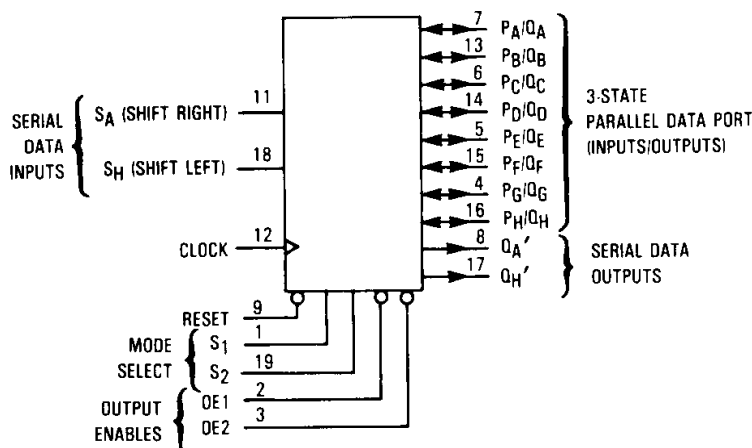 SERIAL
DATA
INPUTS
11
SA (SHIFT RIGHT)
18
SH (SHIFT LEFT)
12
CLOCK
7
PA/QA
13
PB/QB
6
PC/QC
14
PD/QD
5
PE/QE
15
PF/QF
4
PG/QG
16
PH/QH
3-STATE
PARALLEL DATA PORT
(INPUTS/OUTPUTS)
8
QA′
17
QH′
SERIAL DATA
OUTPUTS
9
RESET
MODE
SELECT
1
S1
19
S2
OUTPUT
ENABLES
2
OE1
3
OE2